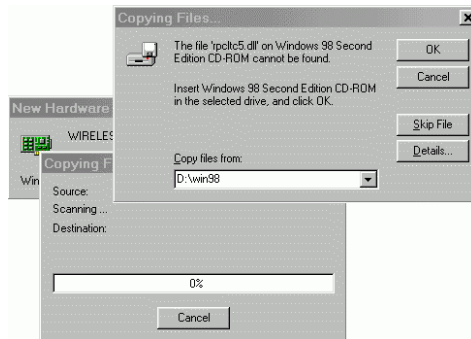 Copying Files...
The file 'rpcltc5.dll' on Windows 98 Second
Edition CD-ROM cannot be found.
Insert Windows 98 Second Edition CD-ROM
in the selected drive, and click OK.
Copy files from:
D:\win98
OK
Cancel
Skip File
Details...
New Hardware
WIRELES
Win
Copying F
Source:
Scanning ...
Destination:
0%
Cancel